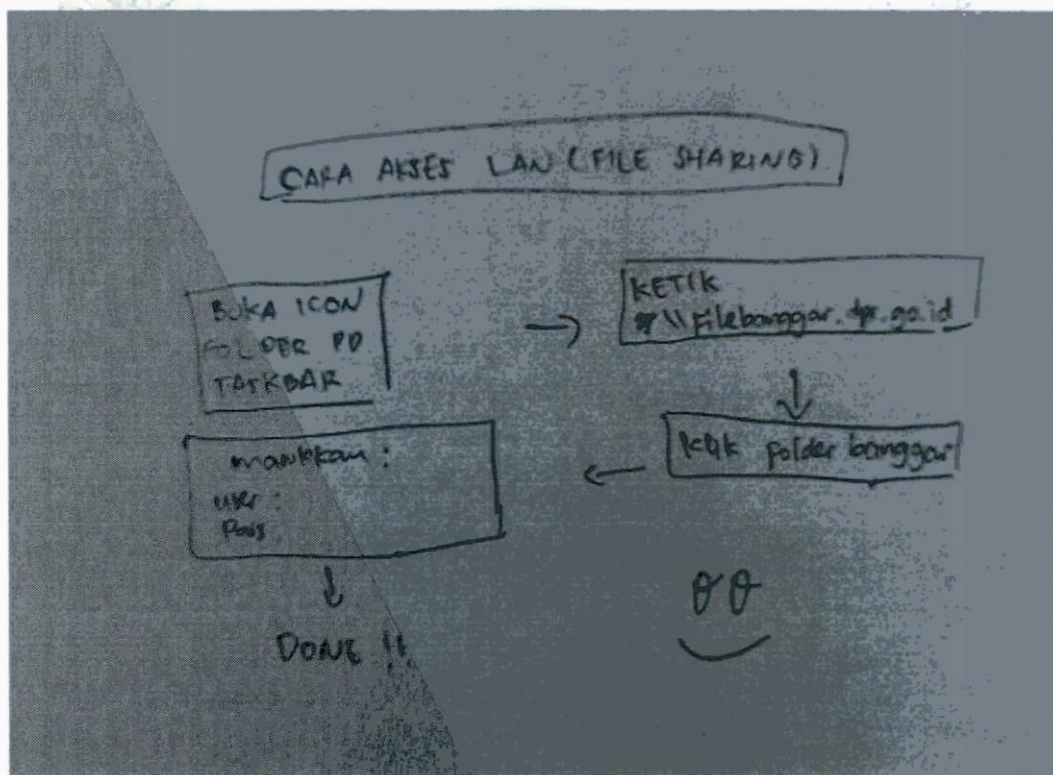 CARA AKSES LAN (FILE SHARING)
BUKA ICON
FOLDER PD
TASKBAR
KETIK
\\Filebanggar.dpr.go.id
Klik folder banggar
masukkan :
user :
Pass
DONE !!